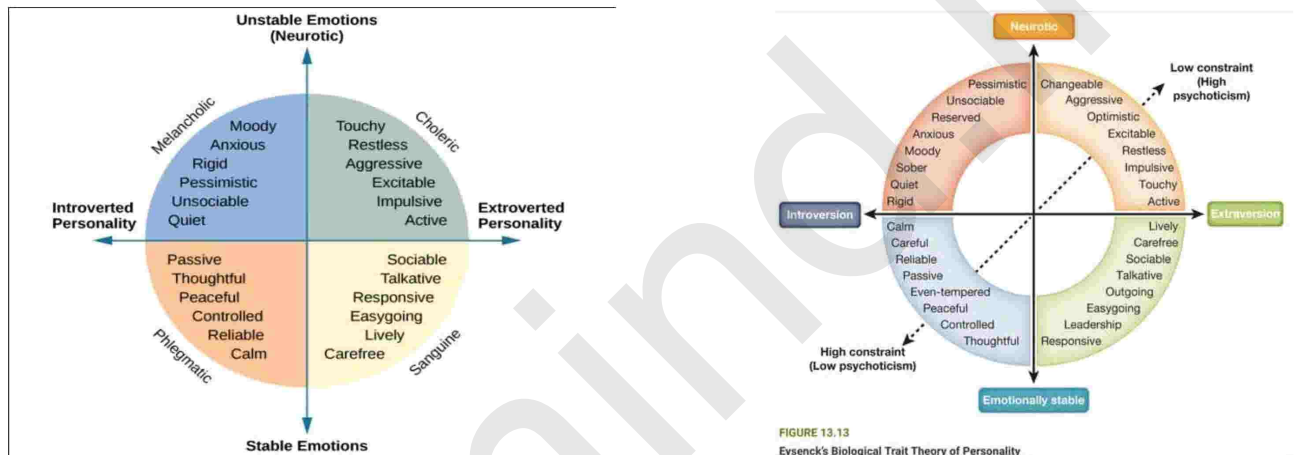 Unstable Emotions
(Neurotic)
Melancholic
Choleric
Moody
Anxious
Rigid
Pessimistic
Unsociable
Quiet
Touchy
Restless
Aggressive
Excitable
Impulsive
Active
Introverted
Personality
Extroverted
Personality
Passive
Thoughtful
Peaceful
Controlled
Reliable
Calm
Sociable
Talkative
Responsive
Easygoing
Lively
Carefree
Phlegmatic
Sanguine
Stable Emotions
Neurotic
Low constraint
(High
psychoticism)
Pessimistic
Unsociable
Reserved
Anxious
Moody
Sober
Quiet
Rigid
Changeable
Aggressive
Optimistic
Excitable
Restless
Impulsive
Touchy
Active
Introversion
Extraversion
Calm
Careful
Reliable
Passive
Even-tempered
Peaceful
Controlled
Thoughtful
Lively
Carefree
Sociable
Talkative
Outgoing
Easygoing
Leadership
Responsive
High constraint
(Low psychoticism)
Emotionally stable
FIGURE 13.13
Eysenck's Biological Trait Theory of Personality